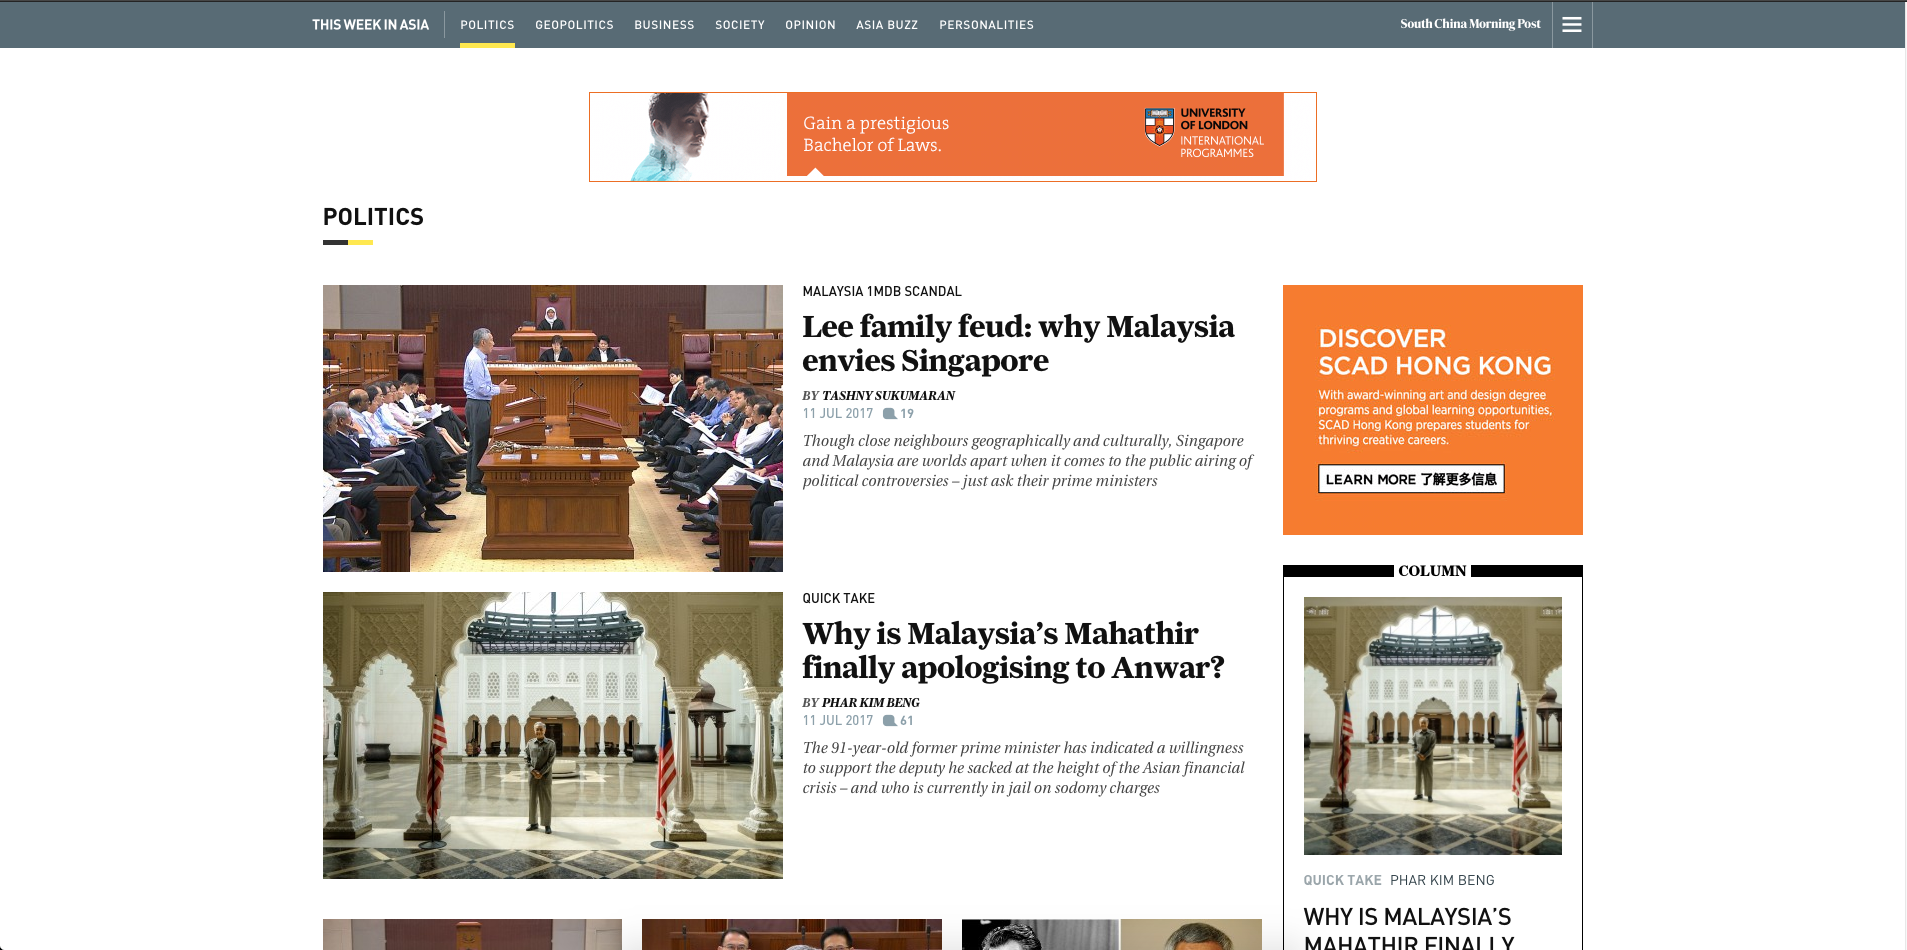 THIS WEEK IN ASIA
POLITICS
GEOPOLITICS
BUSINESS
SOCIETY
OPINION
ASIA BUZZ
PERSONALITIES
South China Morning Post
Gain a prestigious
Bachelor of Laws.
UNIVERSITY
OF LONDON
INTERNATIONAL
PROGRAMMES
POLITICS
MALAYSIA 1MDB SCANDAL
Lee family feud: why Malaysia
envies Singapore
BY TASHNY SUKUMARAN
11 JUL 2017 19
Though close neighbours geographically and culturally, Singapore
and Malaysia are worlds apart when it comes to the public airing of
political controversies – just ask their prime ministers
QUICK TAKE
Why is Malaysia’s Mahathir
finally apologising to Anwar?
BY PHAR KIM BENG
11 JUL 2017 61
The 91-year-old former prime minister has indicated a willingness
to support the deputy he sacked at the height of the Asian financial
crisis – and who is currently in jail on sodomy charges
DISCOVER
SCAD HONG KONG
With award-winning art and design degree
programs and global learning opportunities,
SCAD Hong Kong prepares students for
thriving creative careers.
LEARN MORE 了解更多信息
COLUMN
QUICK TAKE PHAR KIM BENG
WHY IS MALAYSIA’S
MAHATHIR FINALLY